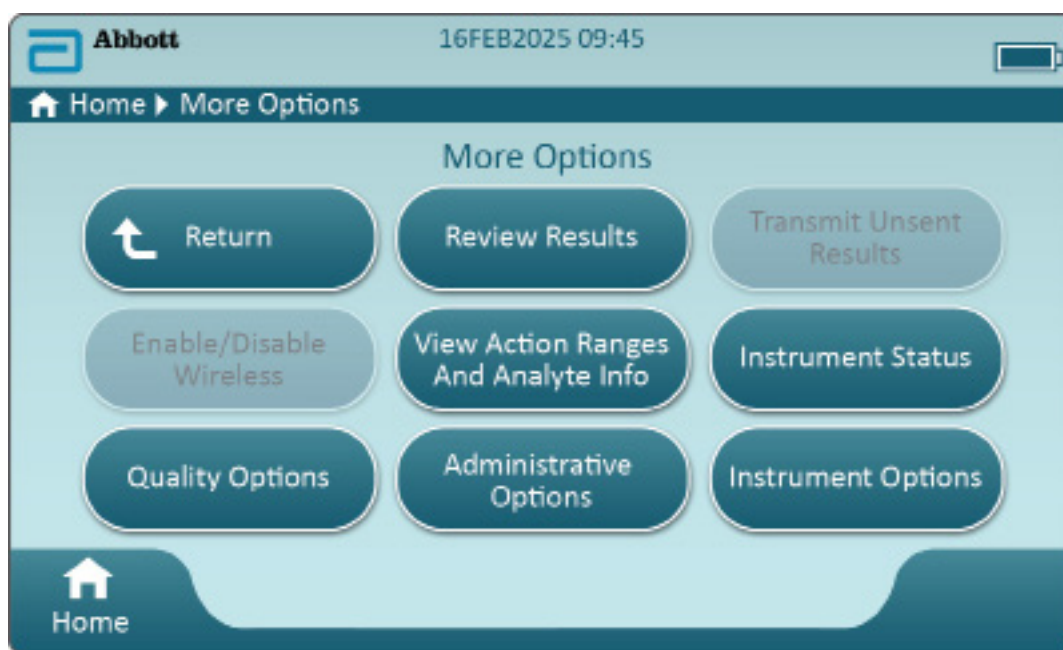 Abbott
16FEB2025 09:45
Home
More Options
More Options
Return
Review Results
Transmit Unsent
Results
Enable/Disable
Wireless
View Action Ranges
And Analyte Info
Instrument Status
Quality Options
Administrative
Options
Instrument Options
Home